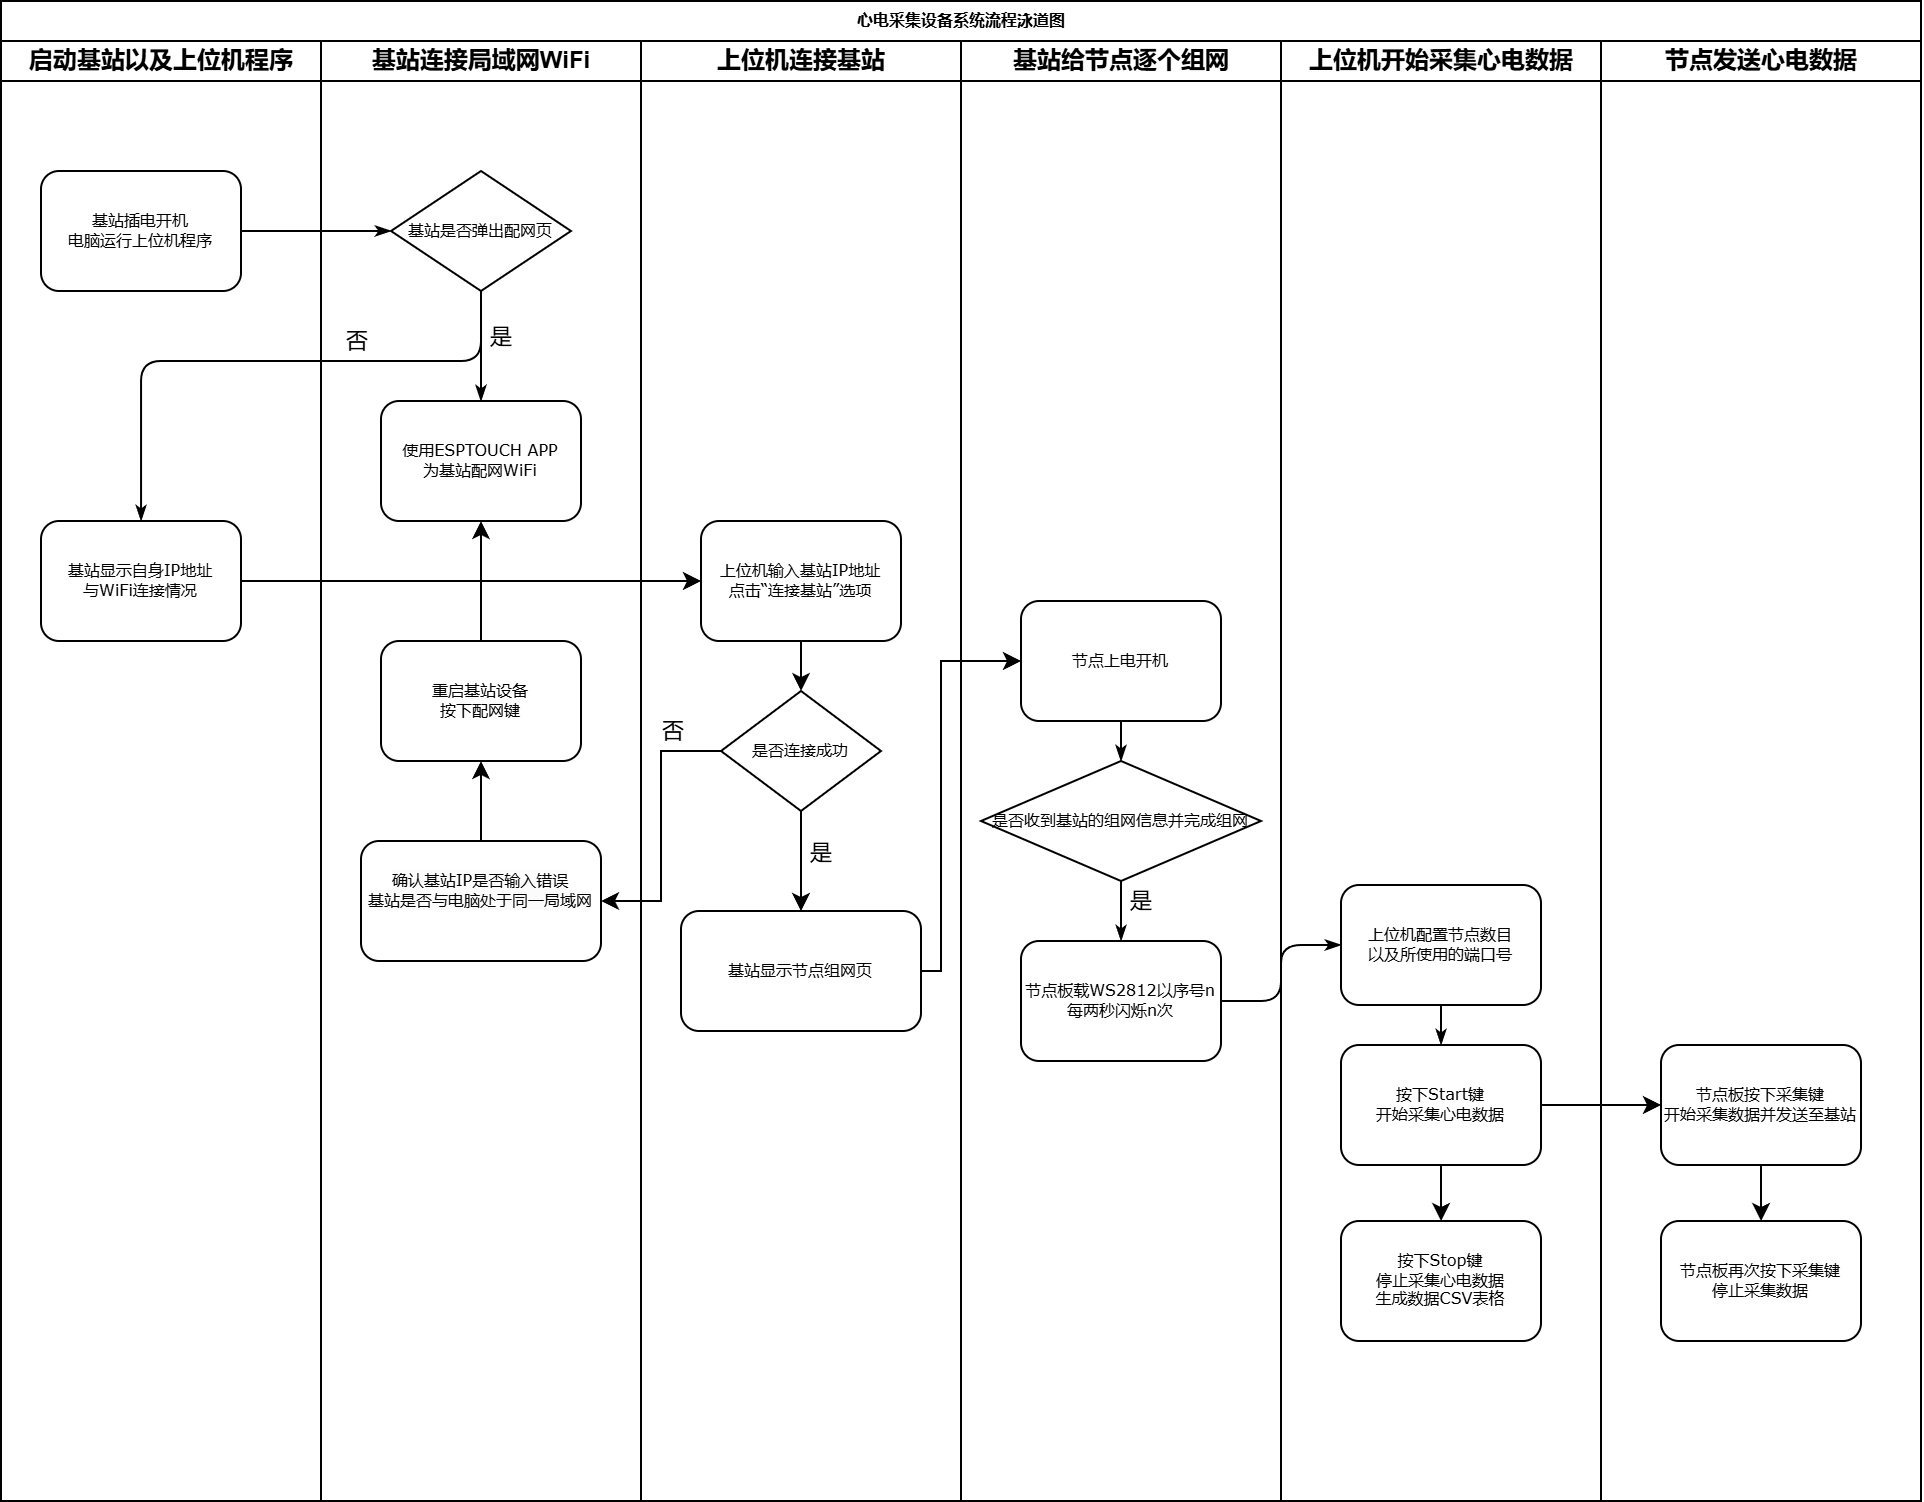 心电采集设备系统流程泳道图
启动基站以及上位机程序
基站连接局域网WiFi
上位机连接基站
基站给节点逐个组网
上位机开始采集心电数据
节点发送心电数据
基站插电开机
电脑运行上位机程序
基站是否弹出配网页
否
是
使用ESPTOUCH APP
为基站配网WiFi
基站显示自身IP地址
与WiFi连接情况
上位机输入基站IP地址
点击“连接基站”选项
重启基站设备
按下配网键
否
是否连接成功
是
确认基站IP是否输入错误
基站是否与电脑处于同一局域网
基站显示节点组网页
节点上电开机
是否收到基站的组网信息并完成组网
是
节点板载WS2812以序号n
每两秒闪烁n次
上位机配置节点数目
以及所使用的端口号
按下Start键
开始采集心电数据
节点板按下采集键
开始采集数据并发送至基站
按下Stop键
停止采集心电数据
生成数据CSV表格
节点板再次按下采集键
停止采集数据